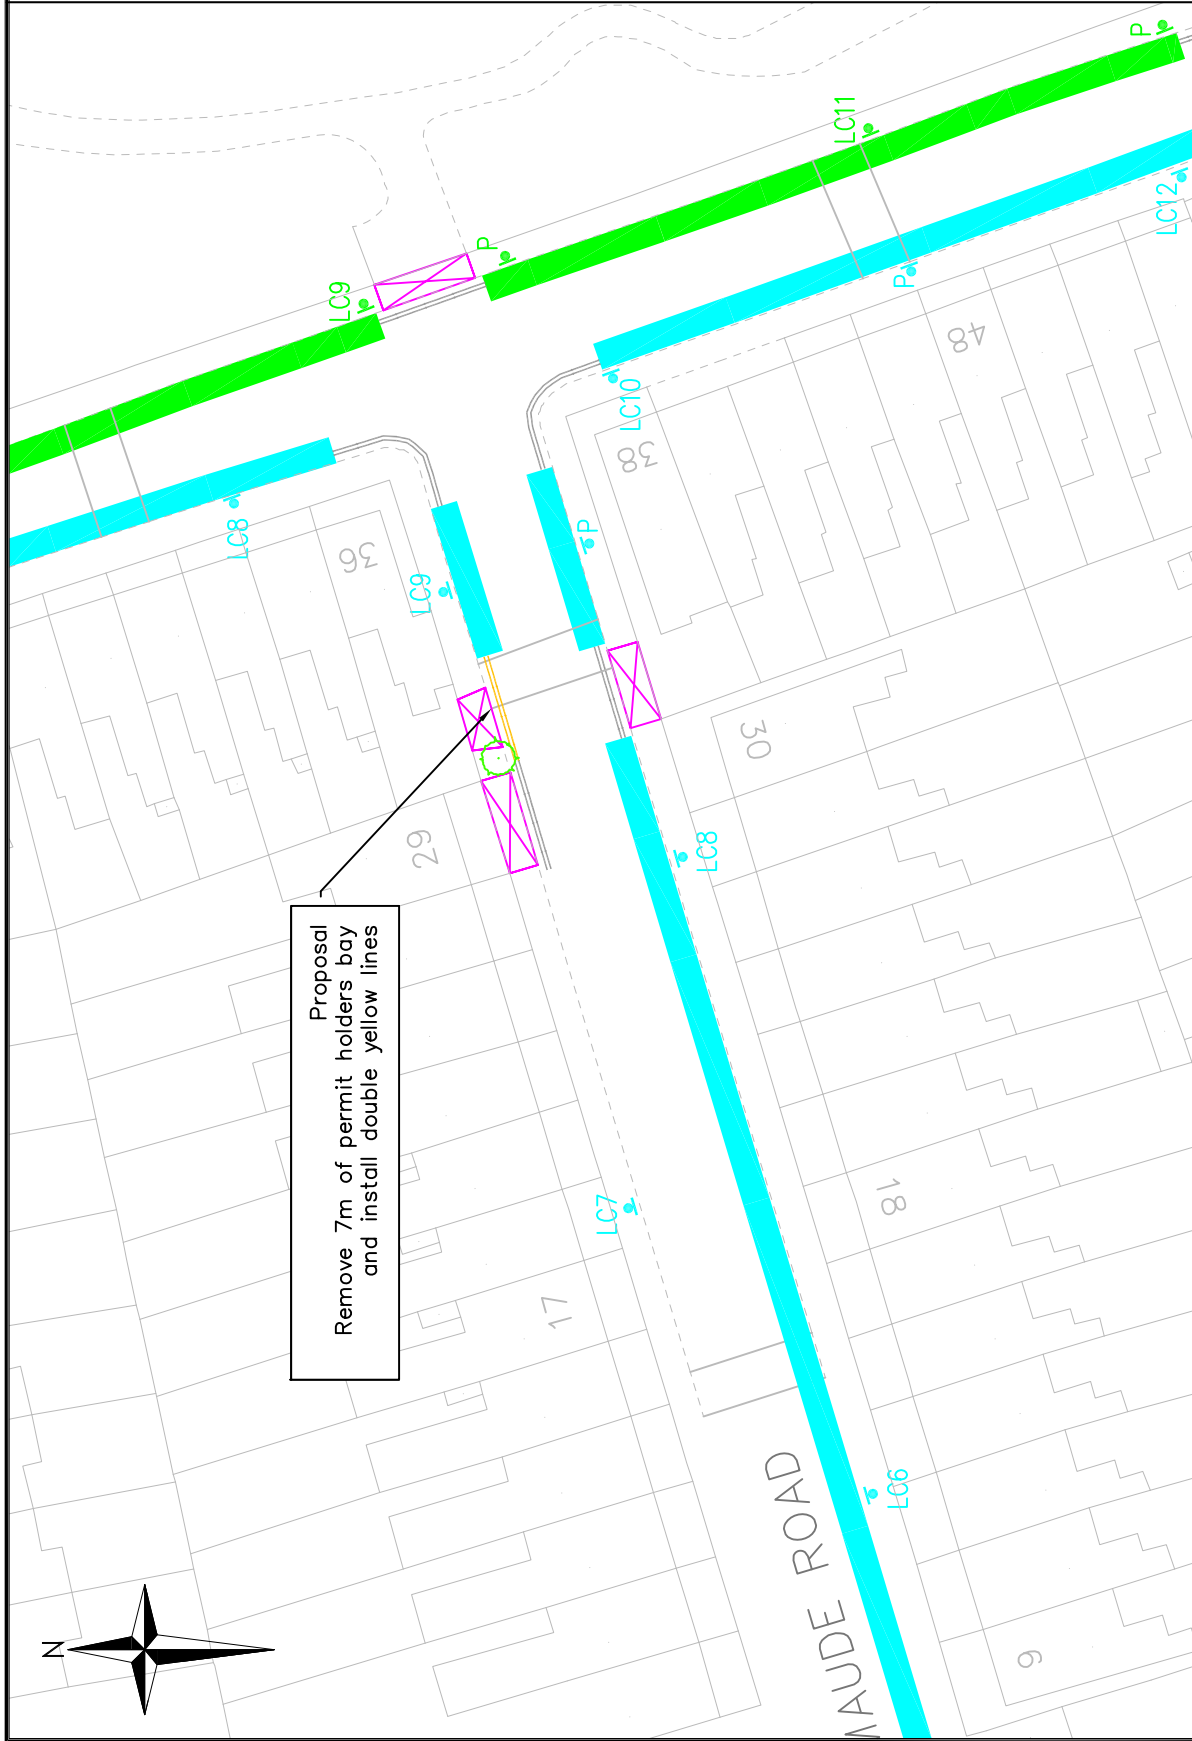 P
LC11
LC12
P
LC9
P
LC10
48
38
LC8
36
LC9
P
30
29
LC8
Proposal
Remove 7m of permit holders bay
and install double yellow lines
LC7
17
18
LC6
MAUDE ROAD
6
N